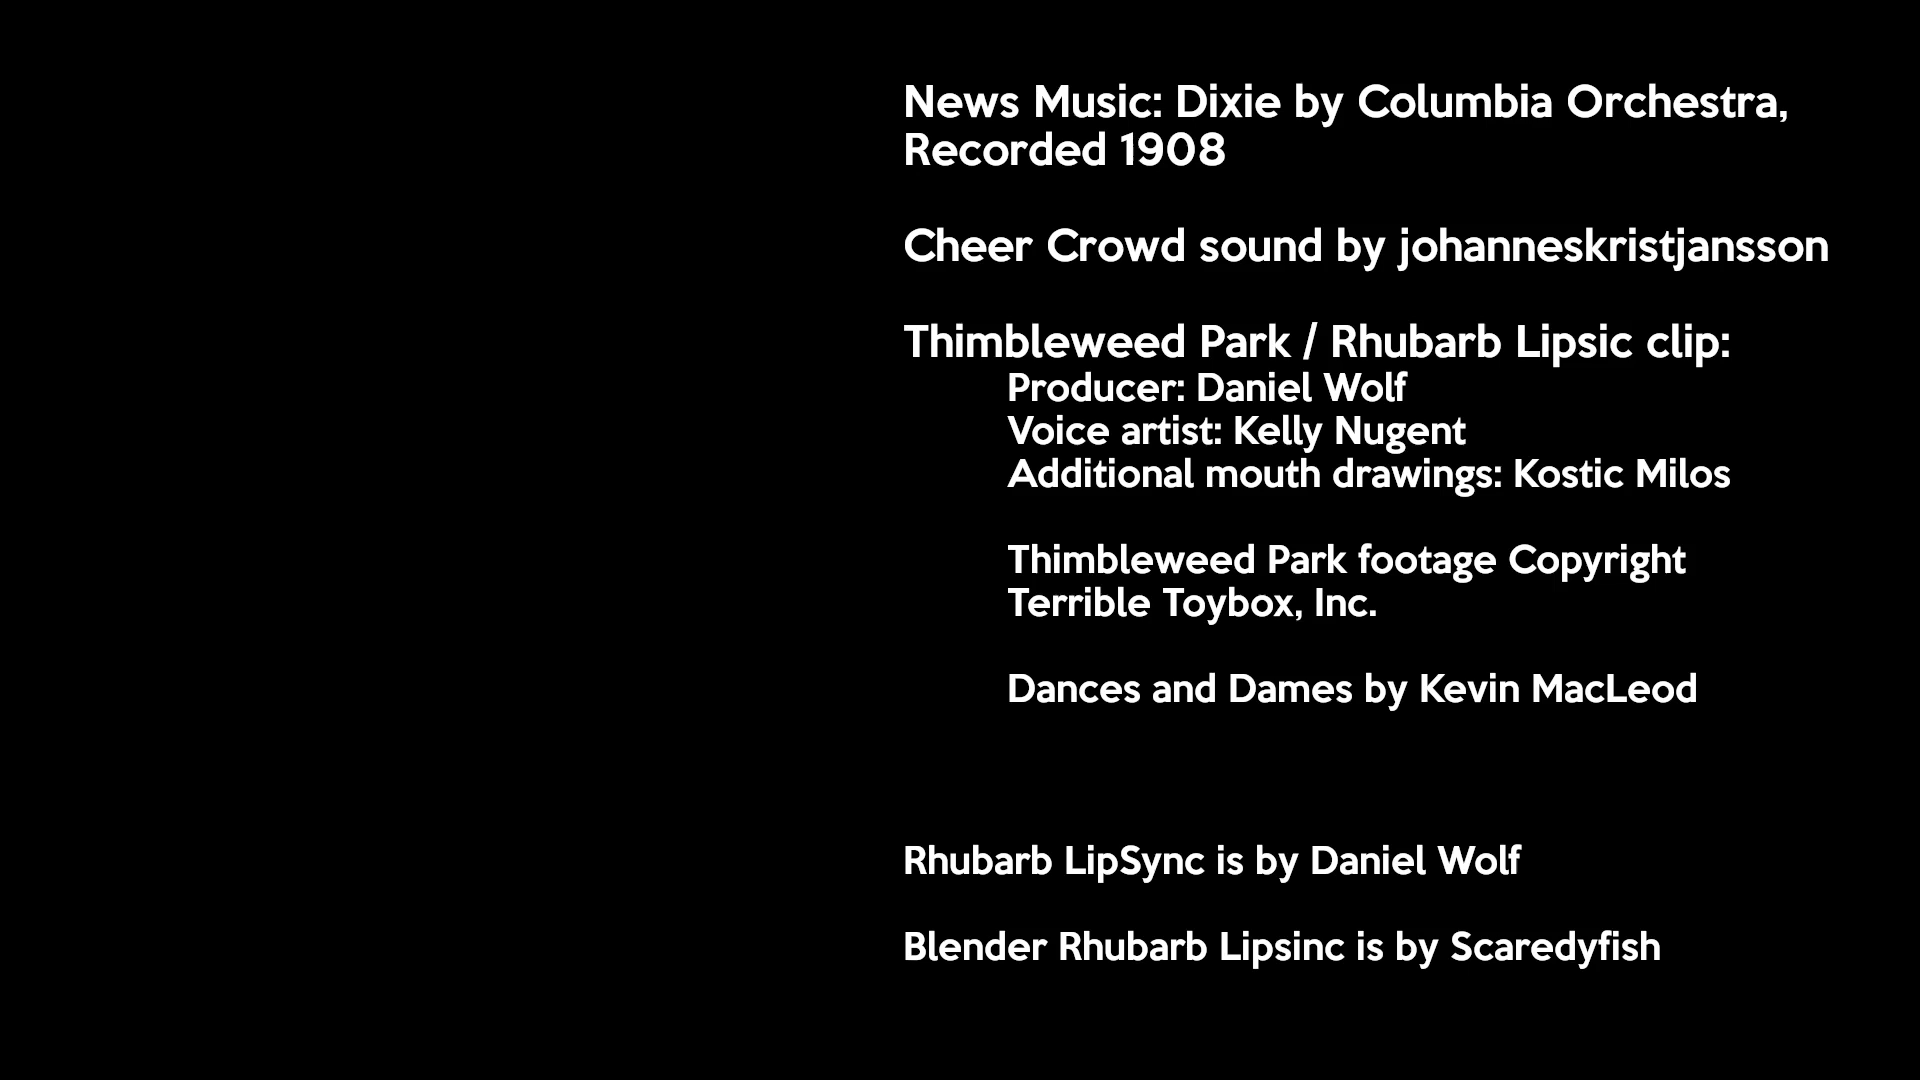 News Music: Dixie by Columbia Orchestra,
Recorded 1908
Cheer Crowd sound by johanneskristjansson
Thimbleweed Park / Rhubarb Lipsic clip:
Producer: Daniel Wolf
Voice artist: Kelly Nugent
Additional mouth drawings: Kostic Milos
Thimbleweed Park footage Copyright
Terrible Toybox, Inc.
Dances and Dames by Kevin MacLeod
Rhubarb LipSync is by Daniel Wolf
Blender Rhubarb Lipsinc is by Scaredyfish